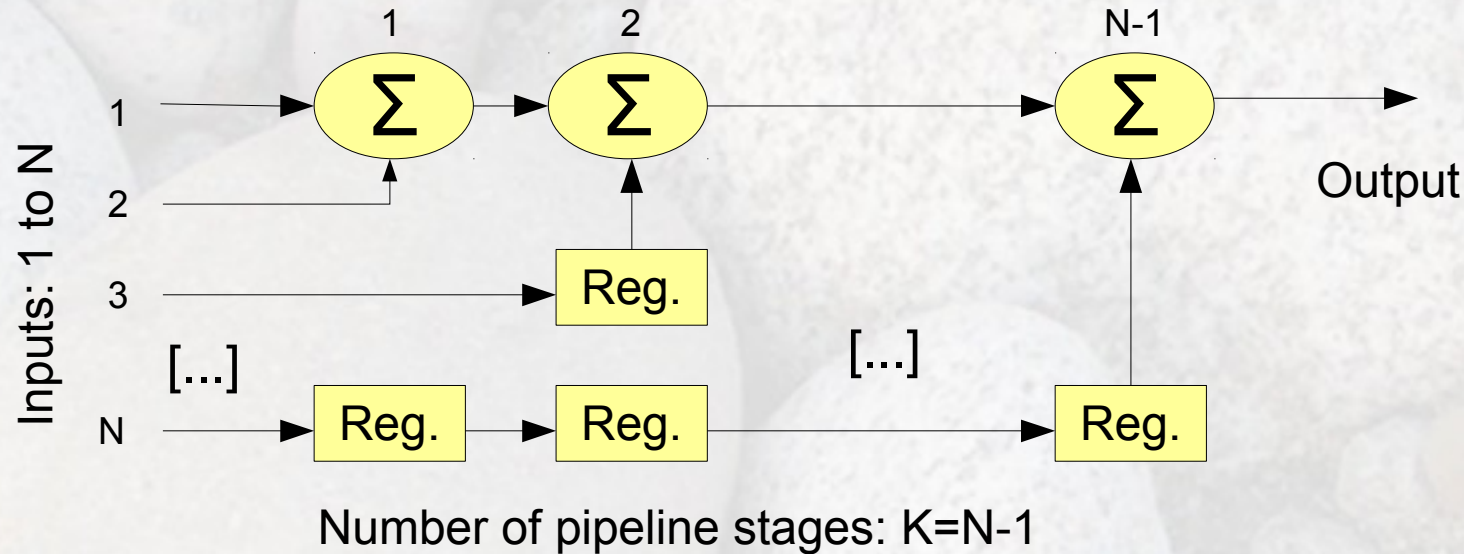 1
2
N-1
Σ
Σ
Σ
Inputs: 1 to N
1
2
Output
3
Reg.
[...]
[...]
N
Reg.
Reg.
Reg.
Number of pipeline stages: K=N-1